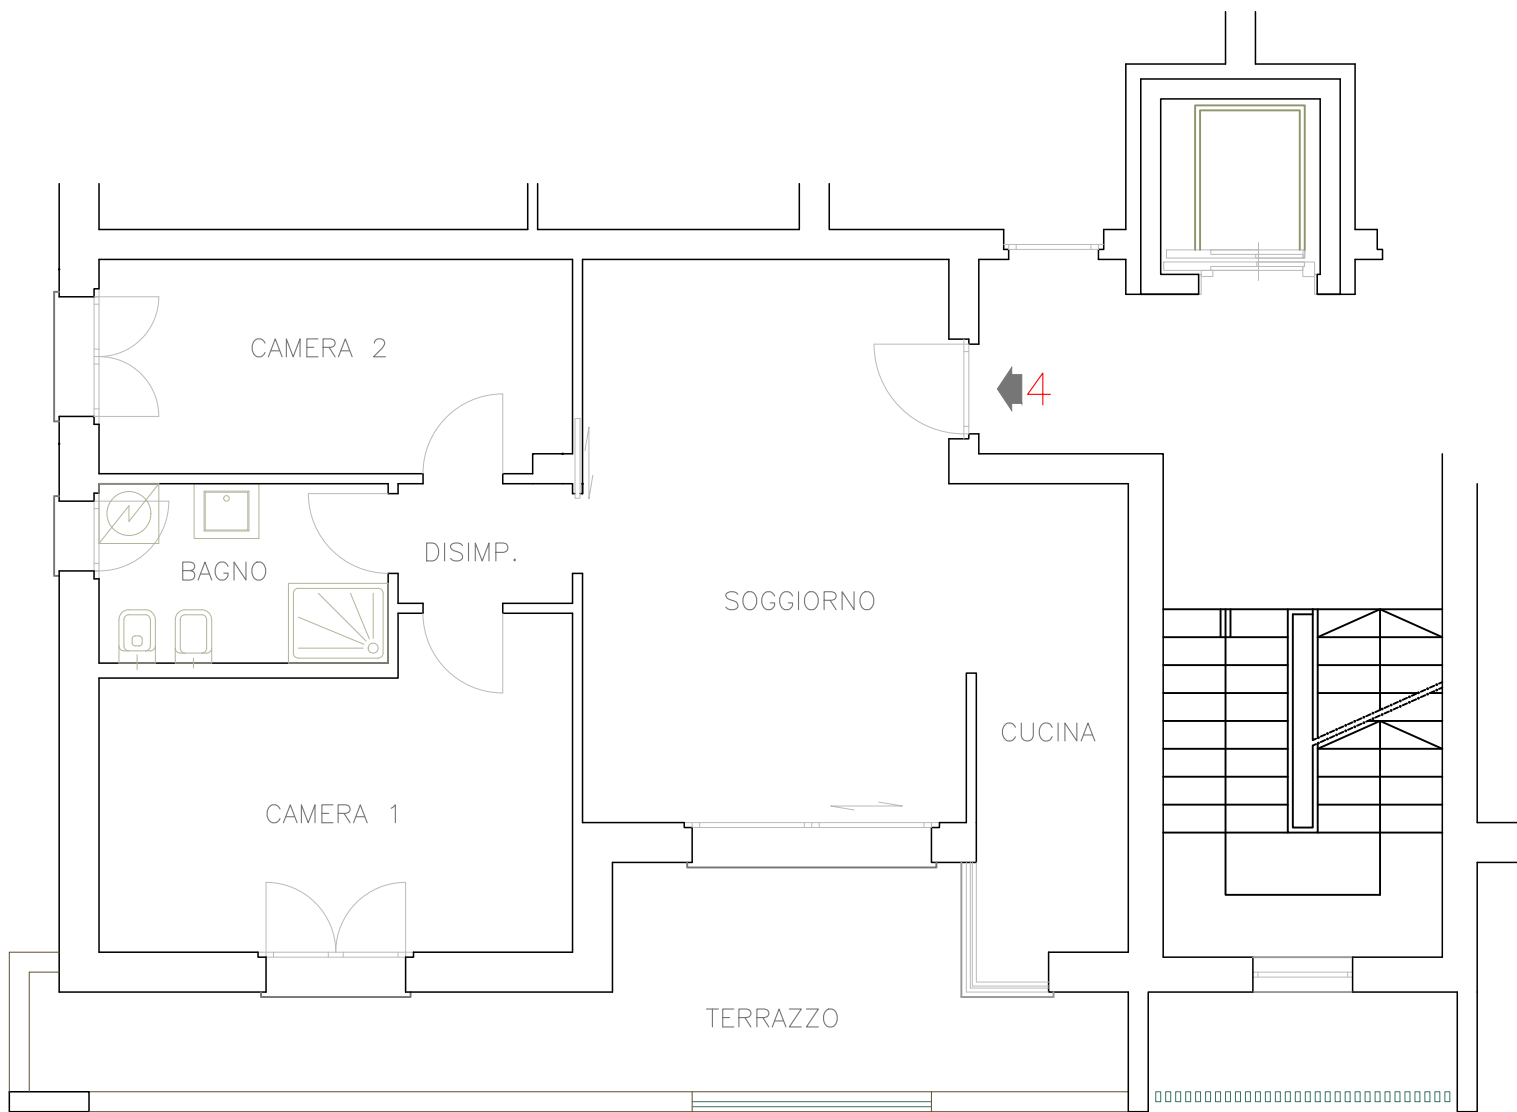 CAMERA 2
4
DISIMP.
BAGNO
SOGGIORNO
CUCINA
CAMERA 1
TERRAZZO